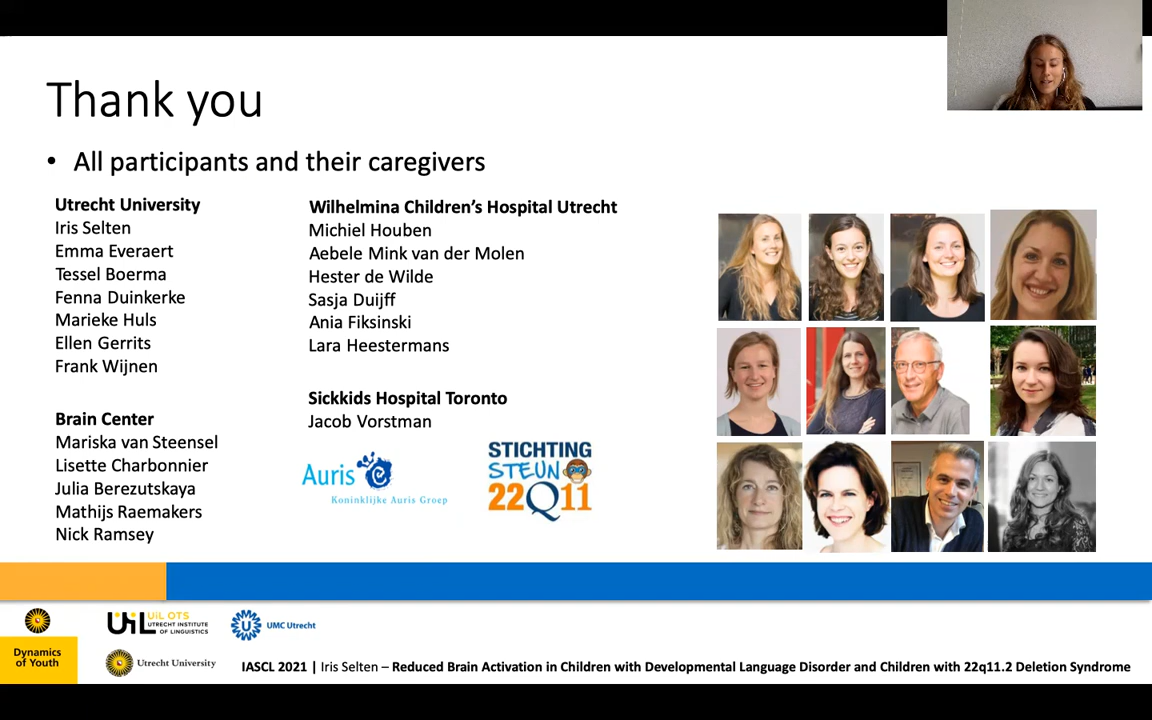 Thank you
• All participants and their caregivers
Utrecht University
Iris Selten
Emma Everaert
Tessel Boerma
Fenna Duinkerke
Marieke Huls
Ellen Gerrits
Frank Wijnen
Brain Center
Mariska van Steensel
Lisette Charbonnier
Julia Berezutskaya
Mathijs Raemakers
Nick Ramsey
Wilhelmina Children’s Hospital Utrecht
Michiel Houben
Aebele Mink van der Molen
Hester de Wilde
Sasja Duijff
Ania Fiksinski
Lara Heestermans
Sickkids Hospital Toronto
Jacob Vorstman
Auris
Koninklijke Auris Groep
STICHTING
STEUN
22Q11
Dynamics
of Youth
UiL
UiL OTS
UTRECHT INSTITUTE
OF LINGUISTICS
UMC Utrecht
Utrecht University
IASCL 2021 | Iris Selten – Reduced Brain Activation in Children with Developmental Language Disorder and Children with 22q11.2 Deletion Syndrome